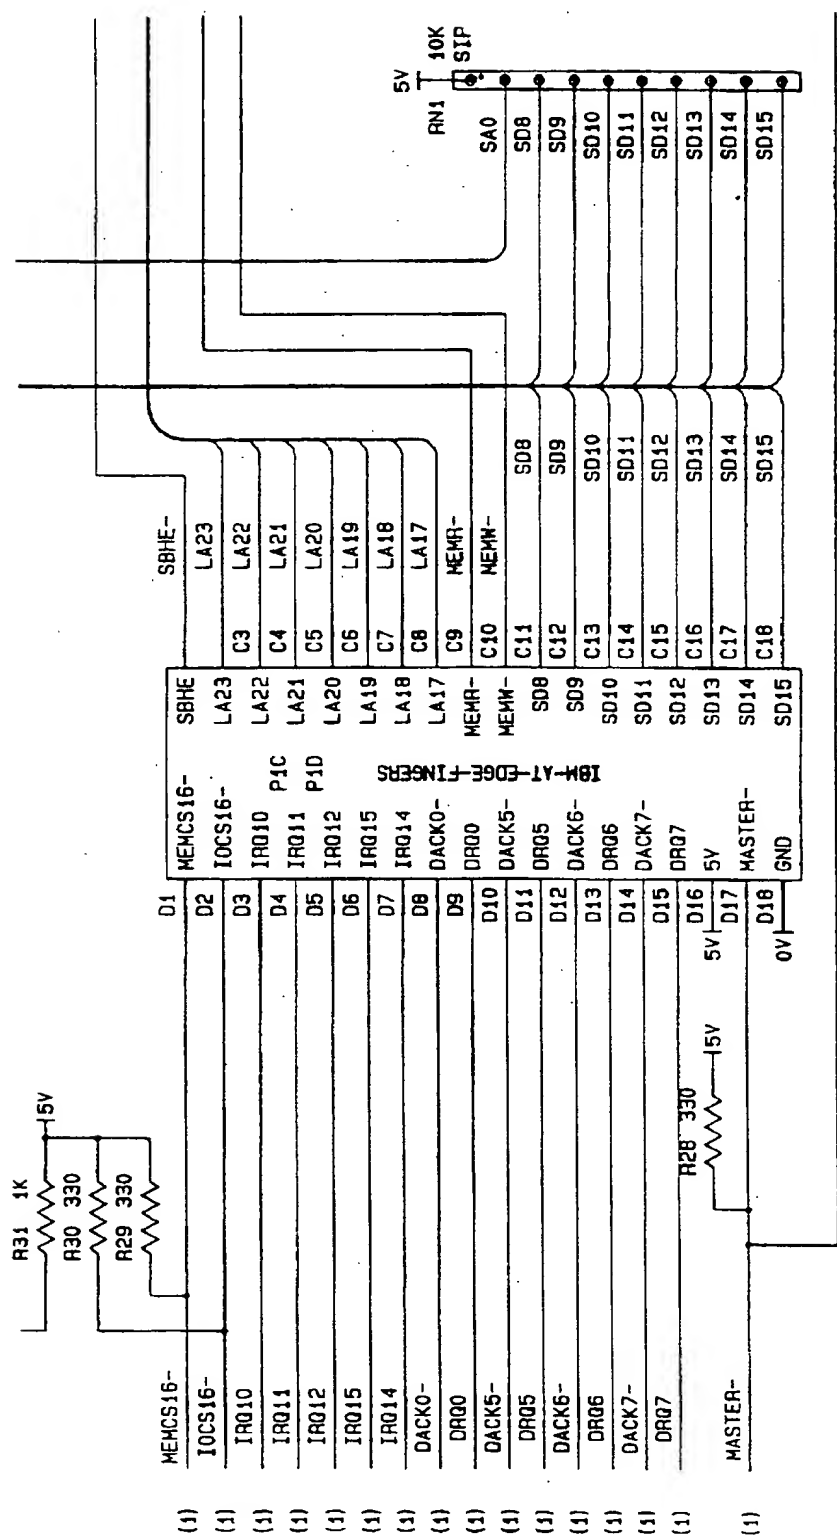 R31 1K
5V
R30 330
R29 330
MEMCS16- D1 SBHE-
(1) MEMCS16- SBHE
IOCS16- D2 LA23
(1) IOCS16- LA23
IRQ10 D3 C3 LA22
(1) IRQ10 LA22
IRQ11 D4 P1C C4 LA21
(1) IRQ11 LA21
IRQ12 D5 P1D C5 LA20
(1) IRQ12 LA20
IRQ15 D6 C6 LA19
(1) IRQ15 LA19
IRQ14 D7 IBM-AT-EDGE-FINGERS C7 LA18
(1) IRQ14 LA18
5V
DACK0- D8 C8 LA17
(1) DACK0- LA17
RN1 10K
DRQ0 D9 C9 MEMR-
SIP
(1) DRQ0 MEMR-
DACK5- D10 C10 MEMW- SA0
(1) DACK5- MEMW-
DRQ5 D11 C11 SD8 SD8
(1) DRQ5 SD8
DACK6- D12 C12 SD9 SD9
(1) DACK6- SD9
DRQ6 D13 C13 SD10 SD10
(1) DRQ6 SD10
DACK7- D14 C14 SD11 SD11
(1) DACK7- SD11
DRQ7 D15 C15 SD12 SD12
(1) DRQ7 SD12
R28 330
D16 C16 SD13 SD13
5V 5V 5V SD13
MASTER- D17 C17 SD14 SD14
(1) MASTER- SD14
D18 C18 SD15 SD15
0V GND SD15